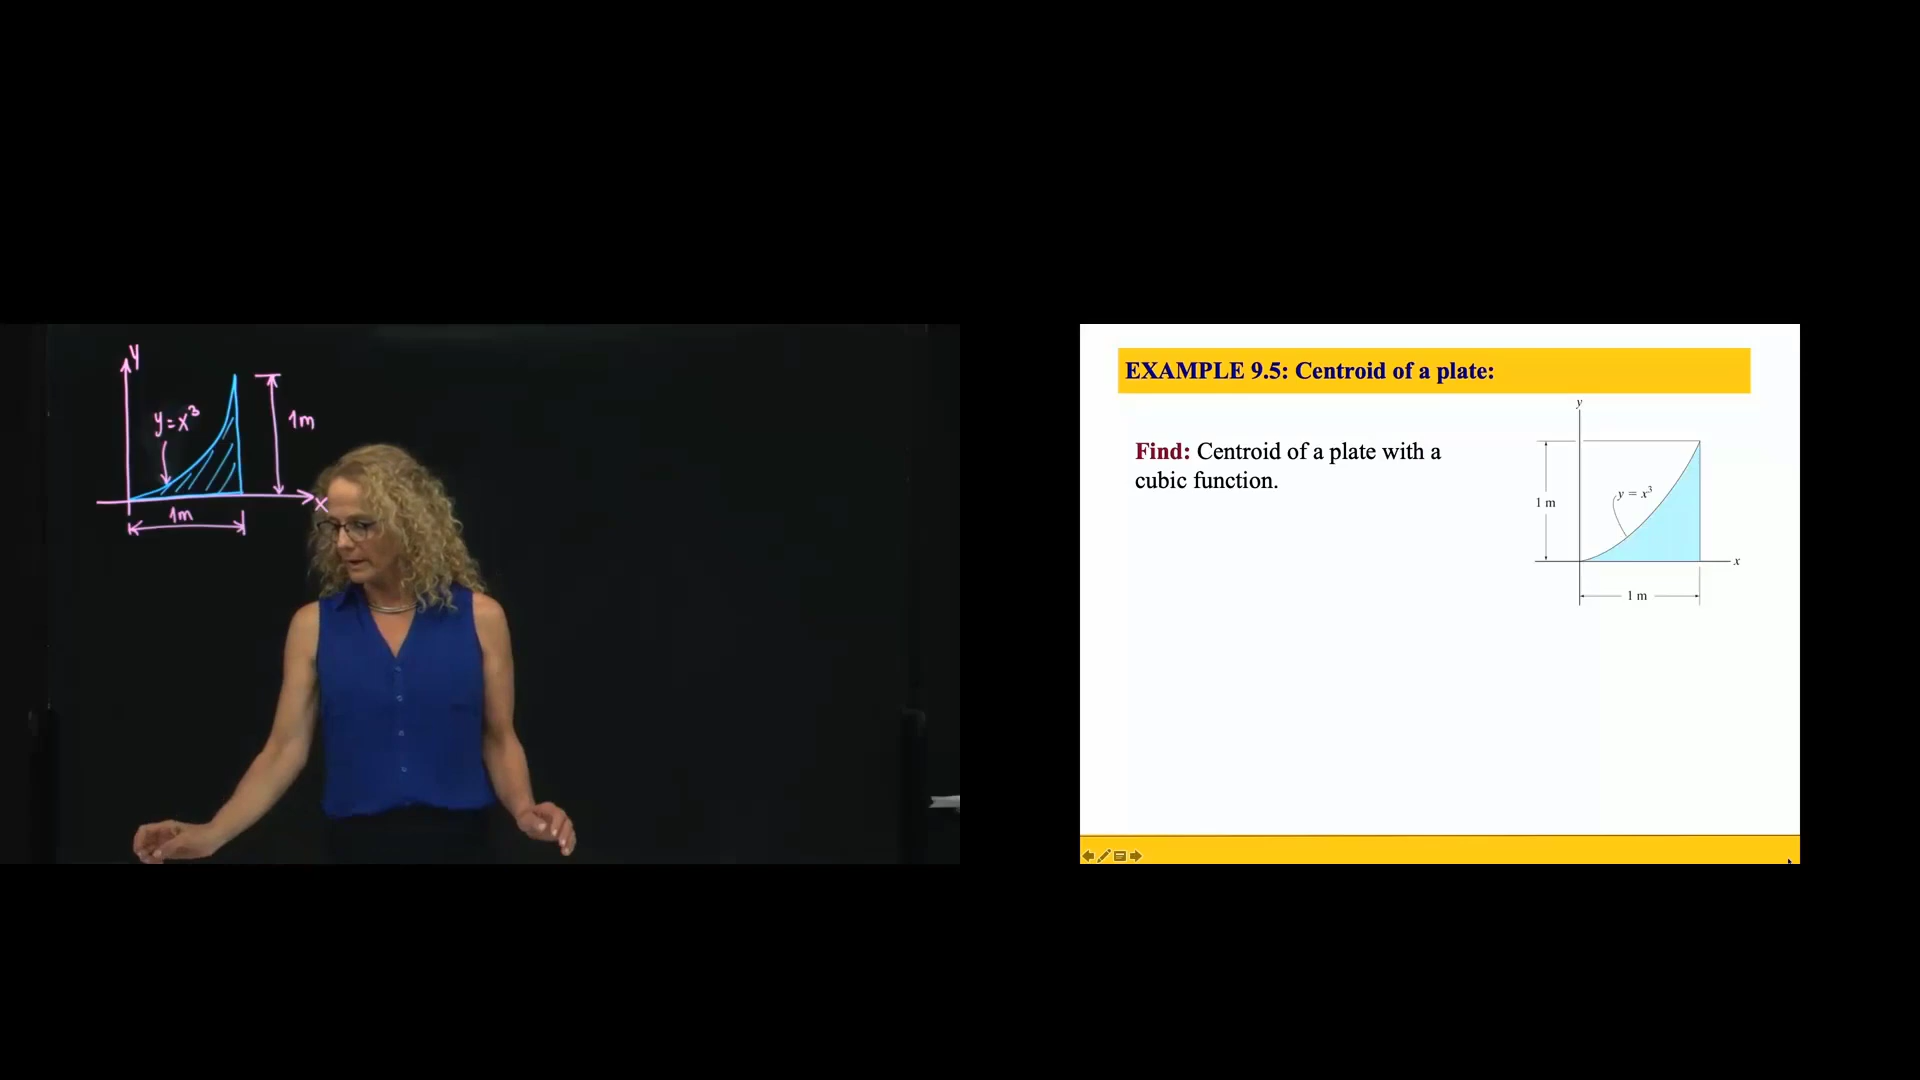 y
y=x³
1m
x
1m
EXAMPLE 9.5: Centroid of a plate:
Find: Centroid of a plate with a
cubic function.
y
1 m
y = x³
x
1 m